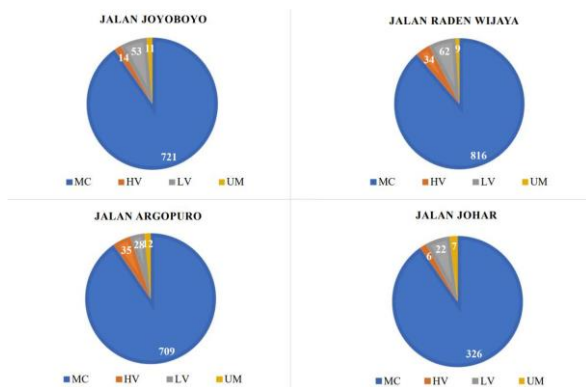 JALAN JOYOBOYO
14 53 11
721
MC HV LV UM
JALAN RADEN WIJAYA
34 62 9
816
MC HV LV UM
JALAN ARGOPURO
35 28 12
709
MC HV LV UM
JALAN JOHAR
6 22 7
326
MC HV LV UM